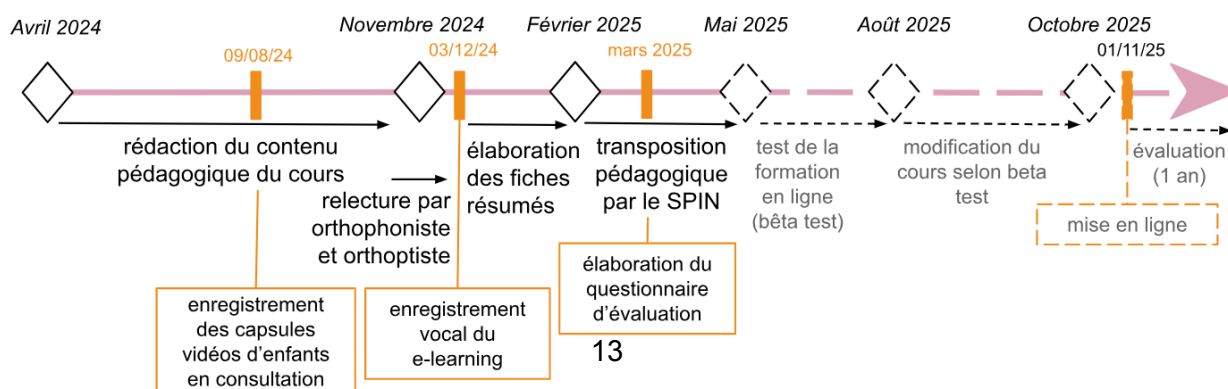 Avril 2024
Novembre 2024
Février 2025
Mai 2025
Août 2025
Octobre 2025
09/08/24
03/12/24
mars 2025
01/11/25
rédaction du contenu
pédagogique du cours
relecture par
orthophoniste
et orthoptiste
élaboration
des fiches
résumés
transposition
pédagogique
par le SPIN
test de la
formation
en ligne
(bêta test)
modification du
cours selon beta
test
évaluation
(1 an)
mise en ligne
enregistrement
des capsules
vidéos d'enfants
en consultation
enregistrement
vocal du
e-learning
élaboration du
questionnaire
d'évaluation
13